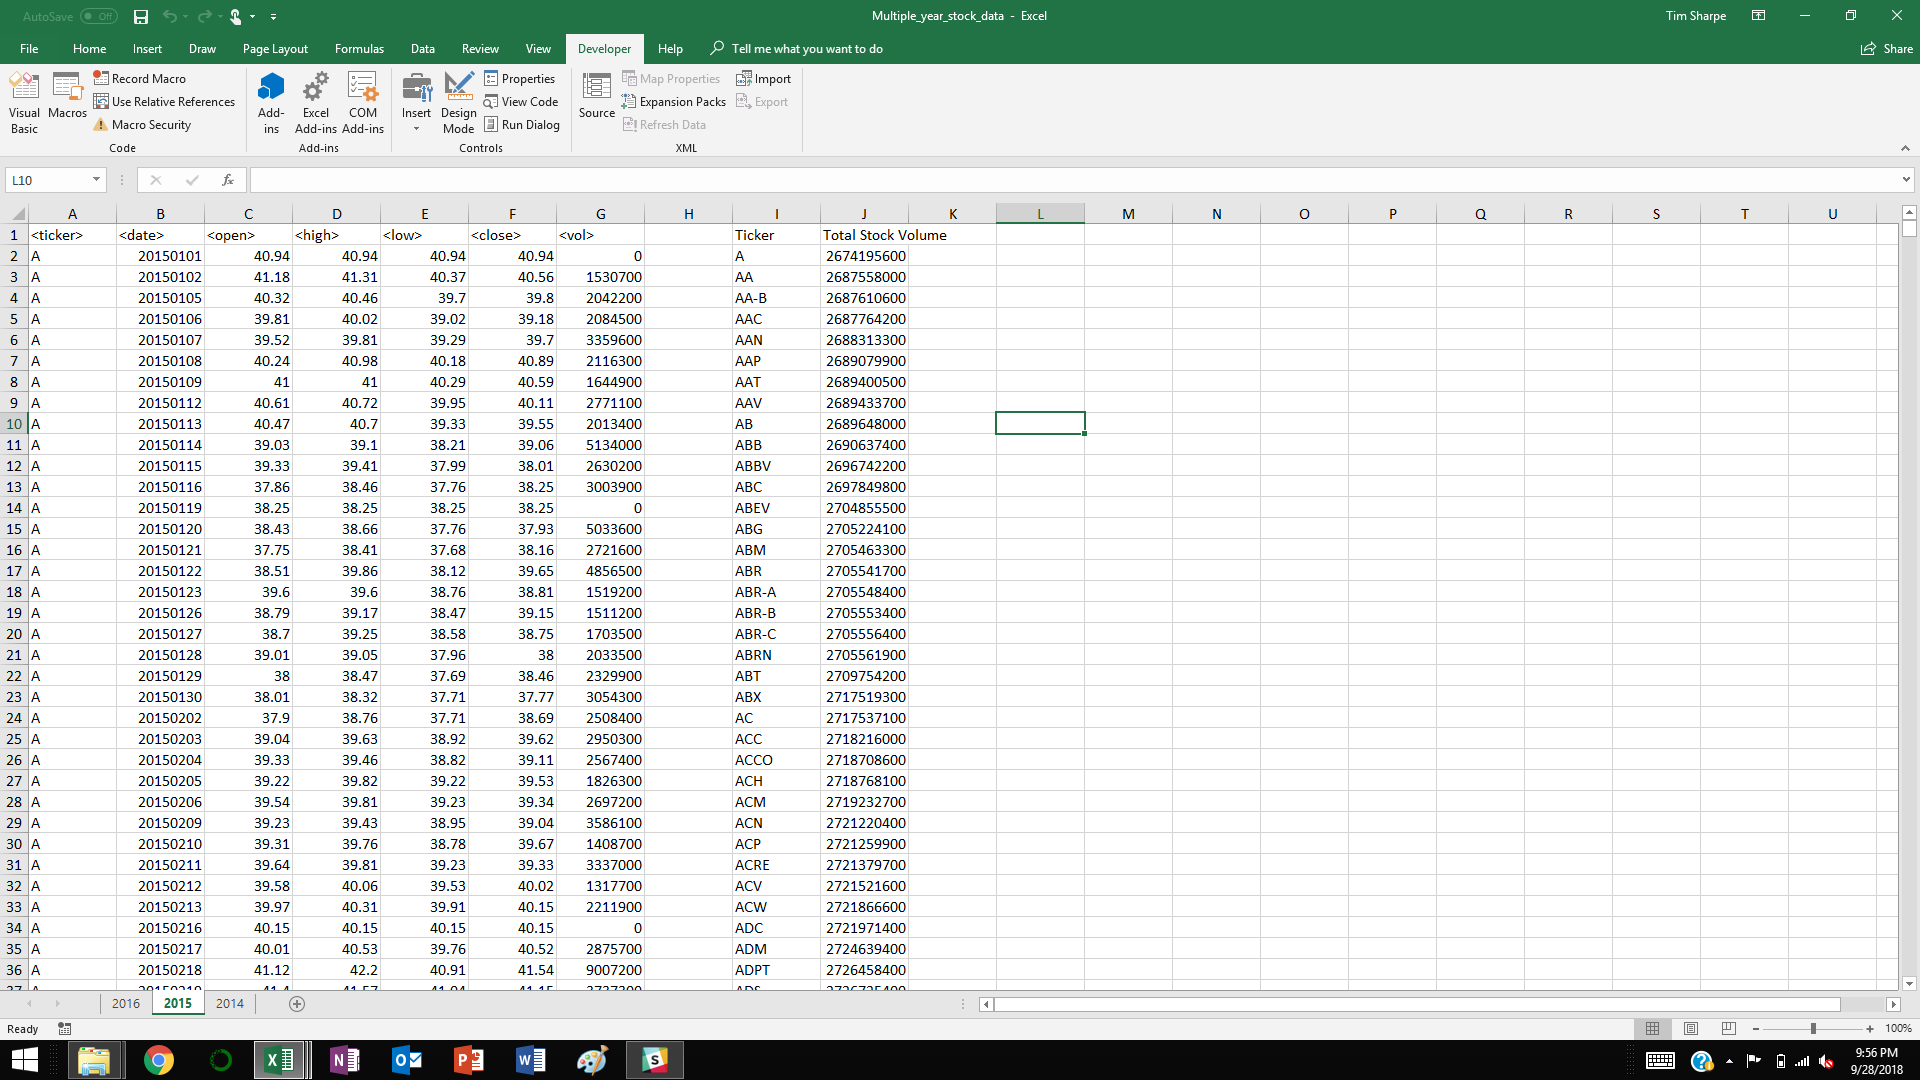 AutoSave Off
Multiple_year_stock_data - Excel
Tim Sharpe
File Home Insert Draw Page Layout Formulas Data Review View Developer Help Tell me what you want to do Share
Visual Basic
Macros
Record Macro
Use Relative References
Macro Security
Code
Add-ins
Excel Add-ins
COM Add-ins
Add-ins
Insert
Design Mode
Properties
View Code
Run Dialog
Controls
Source
Map Properties
Expansion Packs
Refresh Data
Import
Export
XML
L10
fx
A B C D E F G H I J K L M N O P Q R S T U
1 <ticker> <date> <open> <high> <low> <close> <vol> Ticker Total Stock Volume
2 A 20150101 40.94 40.94 40.94 40.94 0 A 2674195600
3 A 20150102 41.18 41.31 40.37 40.56 1530700 AA 2687558000
4 A 20150105 40.32 40.46 39.7 39.8 2042200 AA-B 2687610600
5 A 20150106 39.81 40.02 39.02 39.18 2084500 AAC 2687764200
6 A 20150107 39.52 39.81 39.29 39.7 3359600 AAN 2688313300
7 A 20150108 40.24 40.98 40.18 40.89 2116300 AAP 2689079900
8 A 20150109 41 41 40.29 40.59 1644900 AAT 2689400500
9 A 20150112 40.61 40.72 39.95 40.11 2771100 AAV 2689433700
10 A 20150113 40.47 40.7 39.33 39.55 2013400 AB 2689648000
11 A 20150114 39.03 39.1 38.21 39.06 5134000 ABB 2690637400
12 A 20150115 39.33 39.41 37.99 38.01 2630200 ABBV 2696742200
13 A 20150116 37.86 38.46 37.76 38.25 3003900 ABC 2697849800
14 A 20150119 38.25 38.25 38.25 38.25 0 ABEV 2704855500
15 A 20150120 38.43 38.66 37.76 37.93 5033600 ABG 2705224100
16 A 20150121 37.75 38.41 37.68 38.16 2721600 ABM 2705463300
17 A 20150122 38.51 39.86 38.12 39.65 4856500 ABR 2705541700
18 A 20150123 39.6 39.6 38.76 38.81 1519200 ABR-A 2705548400
19 A 20150126 38.79 39.17 38.47 39.15 1511200 ABR-B 2705553400
20 A 20150127 38.7 39.25 38.58 38.75 1703500 ABR-C 2705556400
21 A 20150128 39.01 39.05 37.96 38 2033500 ABRN 2705561900
22 A 20150129 38 38.47 37.69 38.46 2329900 ABT 2709754200
23 A 20150130 38.01 38.32 37.71 37.77 3054300 ABX 2717519300
24 A 20150202 37.9 38.76 37.71 38.69 2508400 AC 2717537100
25 A 20150203 39.04 39.63 38.92 39.62 2950300 ACC 2718216000
26 A 20150204 39.33 39.46 38.82 39.11 2567400 ACCO 2718708600
27 A 20150205 39.22 39.82 39.22 39.53 1826300 ACH 2718768100
28 A 20150206 39.54 39.81 39.23 39.34 2697200 ACM 2719232700
29 A 20150209 39.23 39.43 38.95 39.04 3586100 ACN 2721220400
30 A 20150210 39.31 39.76 38.78 39.67 1408700 ACP 2721259900
31 A 20150211 39.64 39.81 39.23 39.33 3337000 ACRE 2721379700
32 A 20150212 39.58 40.06 39.53 40.02 1317700 ACV 2721521600
33 A 20150213 39.97 40.31 39.91 40.15 2211900 ACW 2721866600
34 A 20150216 40.15 40.15 40.15 40.15 0 ADC 2721971400
35 A 20150217 40.01 40.53 39.76 40.52 2875700 ADM 2724639400
36 A 20150218 41.12 42.2 40.91 41.54 9007200 ADPT 2726458400
2016 2015 2014
Ready
100%
9:56 PM
9/28/2018